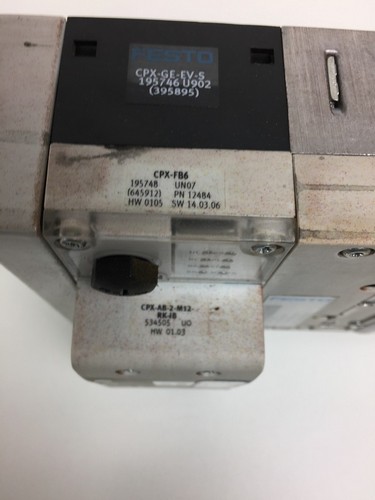 FESTO
CPX-GE-EV-S
195746 U902
(395895)
CPX-FB6
195748 UN07
(645912) PN 12484
HW 0105 SW 14.03.06
CPX-AB-2-M12-
RK-IB
534505 UO
HW 01.03